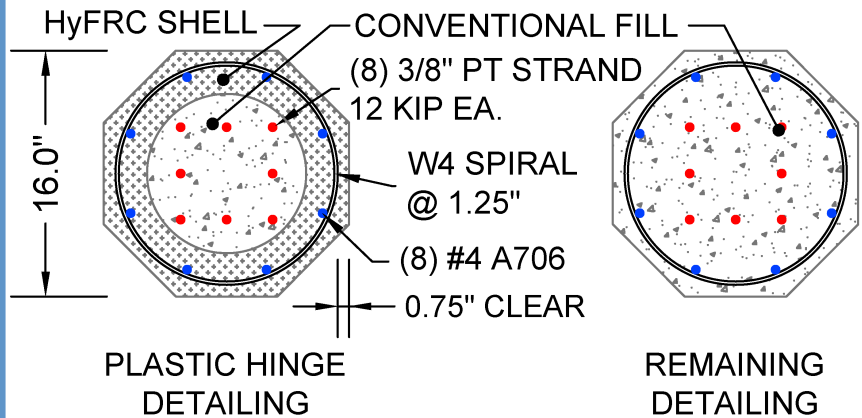 HyFRC SHELL
CONVENTIONAL FILL
(8) 3/8" PT STRAND
12 KIP EA.
16.0"
W4 SPIRAL
@ 1.25"
(8) #4 A706
0.75" CLEAR
PLASTIC HINGE
DETAILING
REMAINING
DETAILING